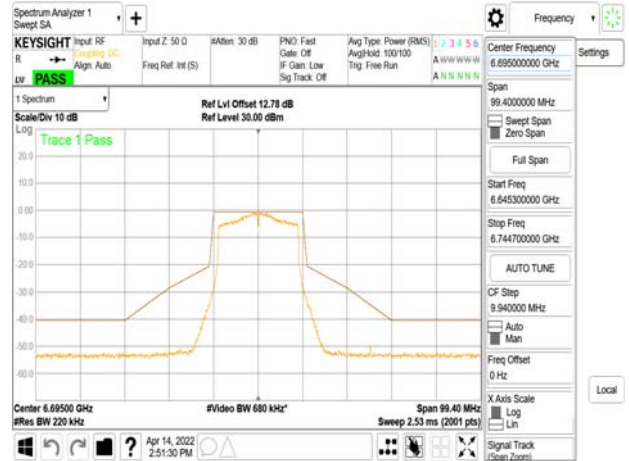 Spectrum Analyzer 1
Swept SA
Frequency
Settings
KEYSIGHT
R
LU PASS
Input: RF
Coupling: DC
Align: Auto
Input Z: 50 Ω
Freq Ref: Int (S)
#Atten: 30 dB
PNO: Fast
Gate: Off
IF Gain: Low
Sig Track: Off
Avg Type: Power (RMS)
Avg|Hold: 100/100
Trig: Free Run
1 2 3 4 5 6
A W W W W W
A N N N N N
1 Spectrum
Scale/Div 10 dB
Ref Lvl Offset 12.78 dB
Ref Level 30.00 dBm
Log
Trace 1 Pass
20.0
10.0
0.00
-10.0
-20.0
-30.0
-40.0
-50.0
-60.0
Center 6.69500 GHz
#Res BW 220 kHz
#Video BW 680 kHz*
Span 99.40 MHz
Sweep 2.53 ms (2001 pts)
Apr 14, 2022
2:51:30 PM
Center Frequency
6.695000000 GHz
Span
99.4000000 MHz
Swept Span
Zero Span
Full Span
Start Freq
6.645300000 GHz
Stop Freq
6.744700000 GHz
AUTO TUNE
CF Step
9.940000 MHz
Auto
Man
Freq Offset
0 Hz
X Axis Scale
Log
Lin
Signal Track
(Span Zoom)
Local